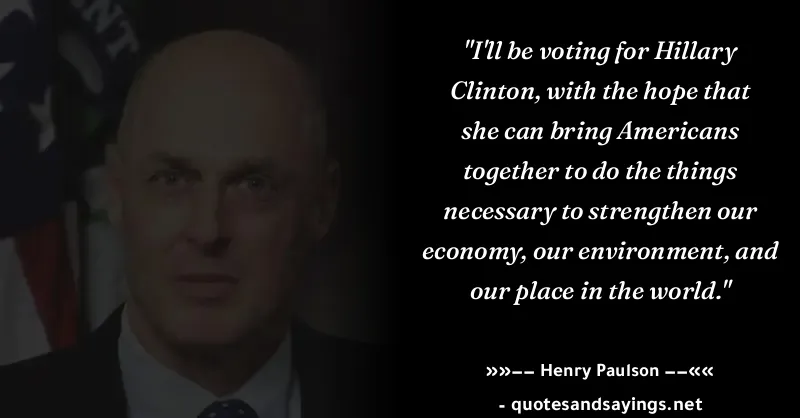 NT
"I'll be voting for Hillary
Clinton, with the hope that
she can bring Americans
together to do the things
necessary to strengthen our
economy, our environment, and
our place in the world."
»»−− Henry Paulson −−««
- quotesandsayings.net